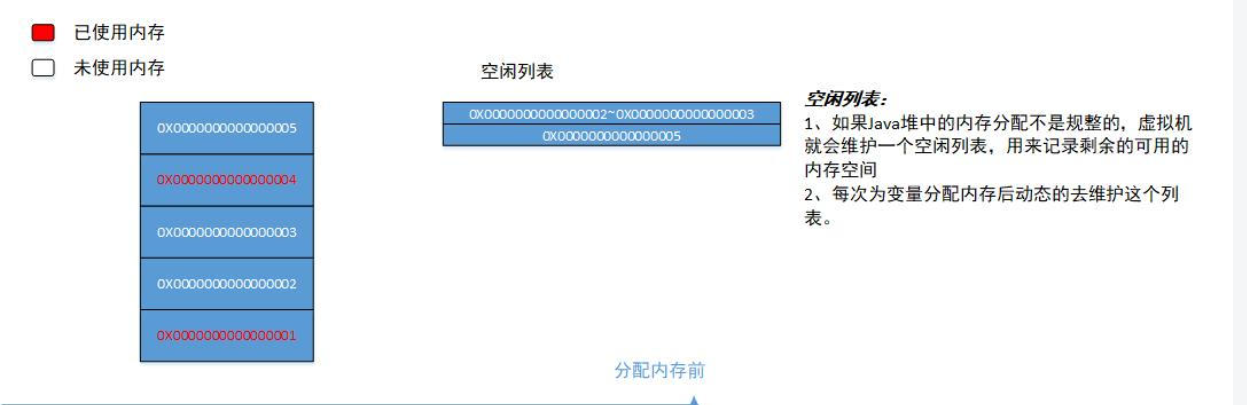 已使用内存
未使用内存
空闲列表
0X0000000000000005
0X0000000000000004
0X0000000000000003
0X0000000000000002
0X0000000000000001
0X0000000000000002~0X0000000000000003
0X0000000000000005
空闲列表:
1、如果Java堆中的内存分配不是规整的，虚拟机
就会维护一个空闲列表，用来记录剩余的可用的
内存空间
2、每次为变量分配内存后动态的去维护这个列
表。
分配内存前